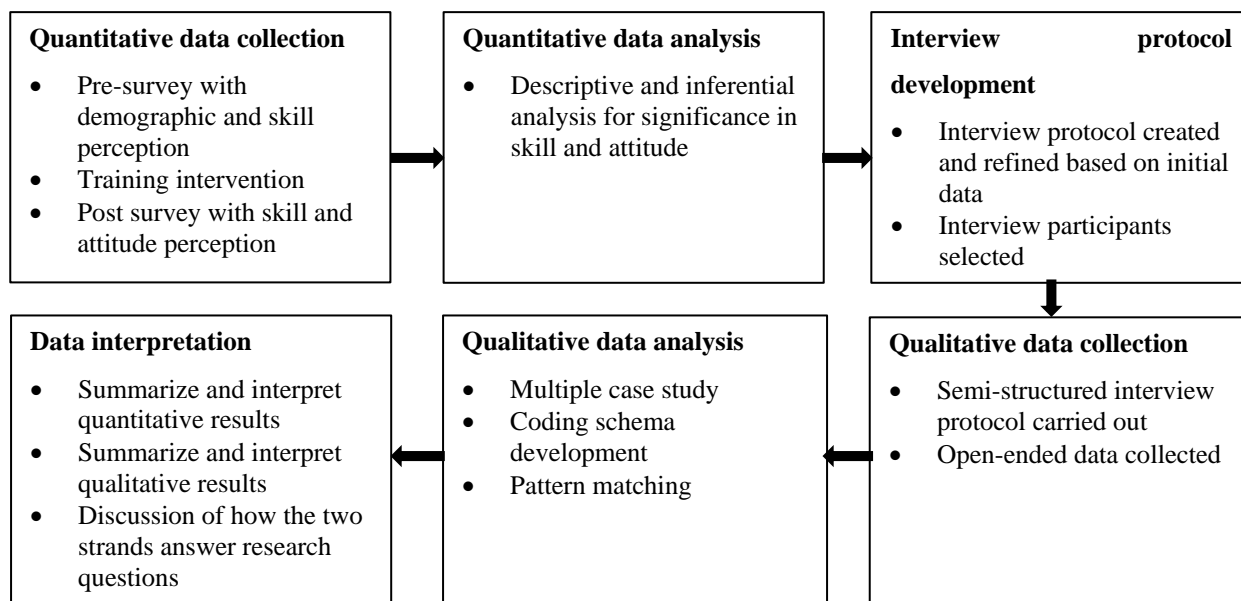 Quantitative data collection
• Pre-survey with
demographic and skill
perception
• Training intervention
• Post survey with skill and
attitude perception
Quantitative data analysis
• Descriptive and inferential
analysis for significance in
skill and attitude
Interview protocol
development
• Interview protocol created
and refined based on initial
data
• Interview participants
selected
Qualitative data collection
• Semi-structured interview
protocol carried out
• Open-ended data collected
Qualitative data analysis
• Multiple case study
• Coding schema
development
• Pattern matching
Data interpretation
• Summarize and interpret
quantitative results
• Summarize and interpret
qualitative results
• Discussion of how the two
strands answer research
questions